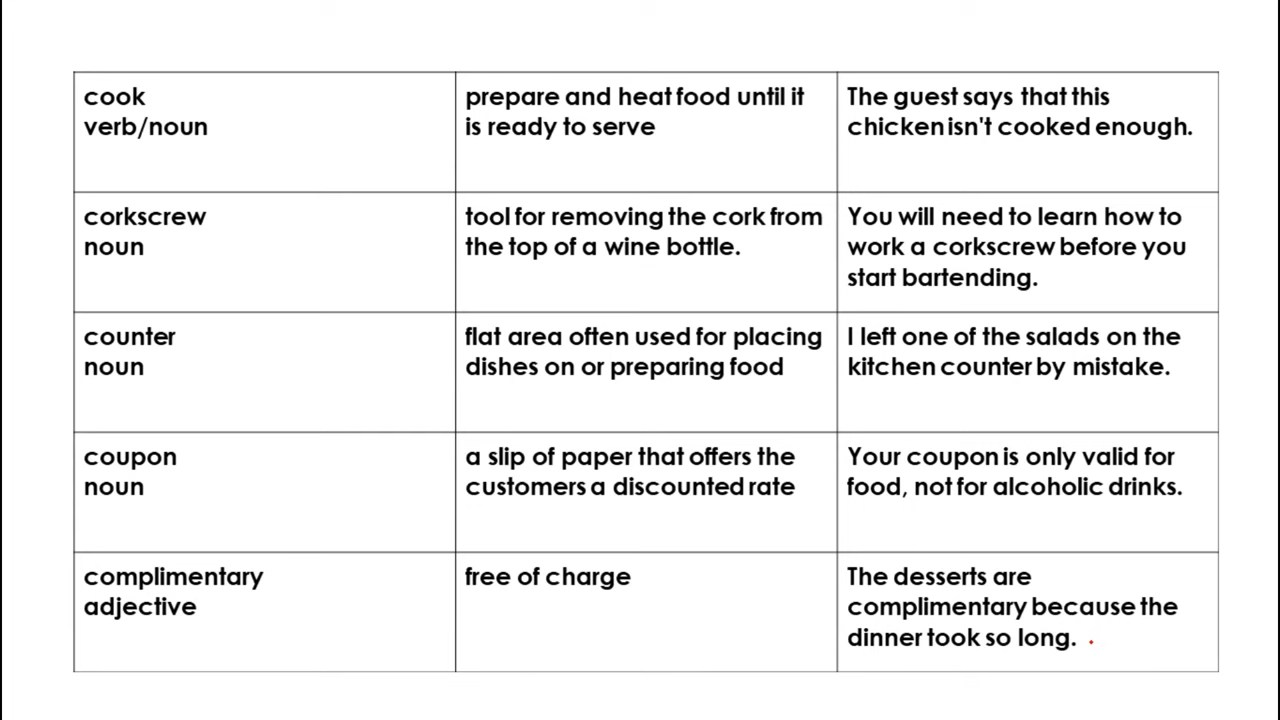 cook
verb/noun
prepare and heat food until it
is ready to serve
The guest says that this
chicken isn't cooked enough.
corkscrew
noun
tool for removing the cork from
the top of a wine bottle.
You will need to learn how to
work a corkscrew before you
start bartending.
counter
noun
flat area often used for placing
dishes on or preparing food
I left one of the salads on the
kitchen counter by mistake.
coupon
noun
a slip of paper that offers the
customers a discounted rate
Your coupon is only valid for
food, not for alcoholic drinks.
complimentary
adjective
free of charge
The desserts are
complimentary because the
dinner took so long.